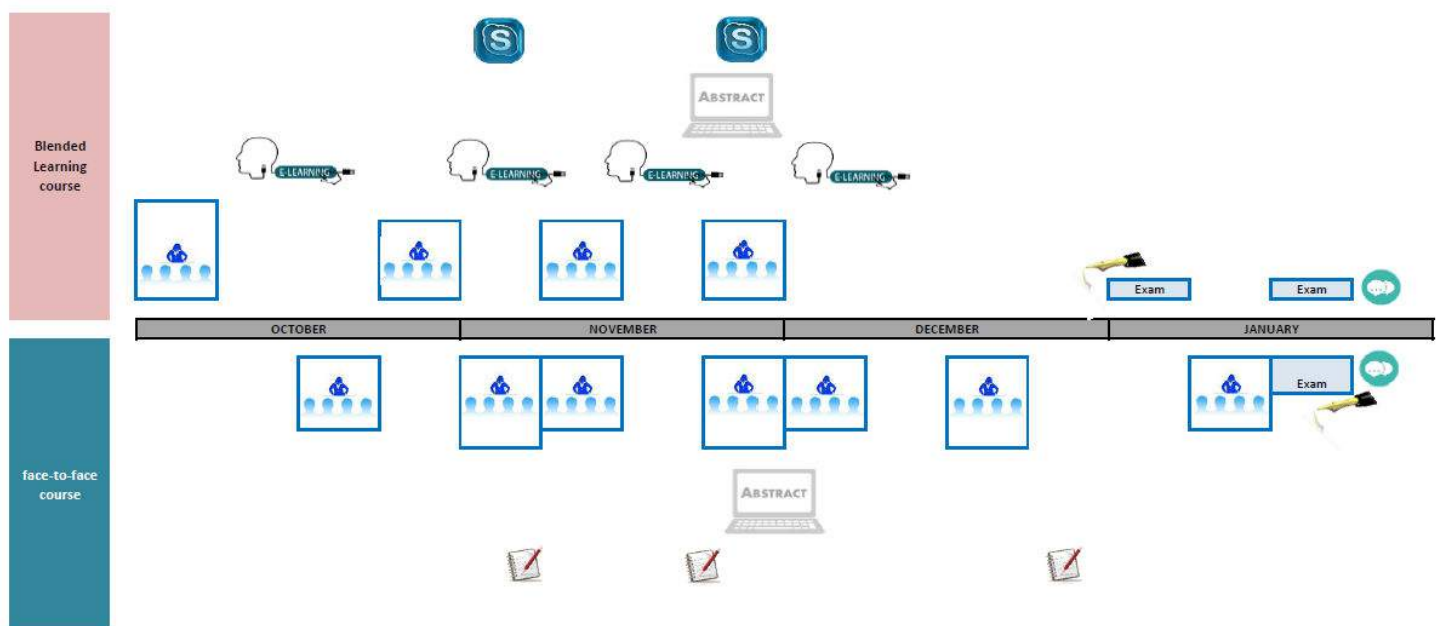 S
S
ABSTRACT
Blended
Learning
course
E-LEARNING
E-LEARNING
E-LEARNING
E-LEARNING
Exam
Exam
OCTOBER
NOVEMBER
DECEMBER
JANUARY
Exam
face-to-face
course
ABSTRACT